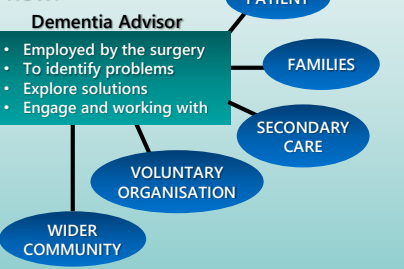 PATIENT
Dementia Advisor
• Employed by the surgery
• To identify problems
• Explore solutions
• Engage and working with
FAMILIES
SECONDARY
CARE
VOLUNTARY
ORGANISATION
WIDER
COMMUNITY